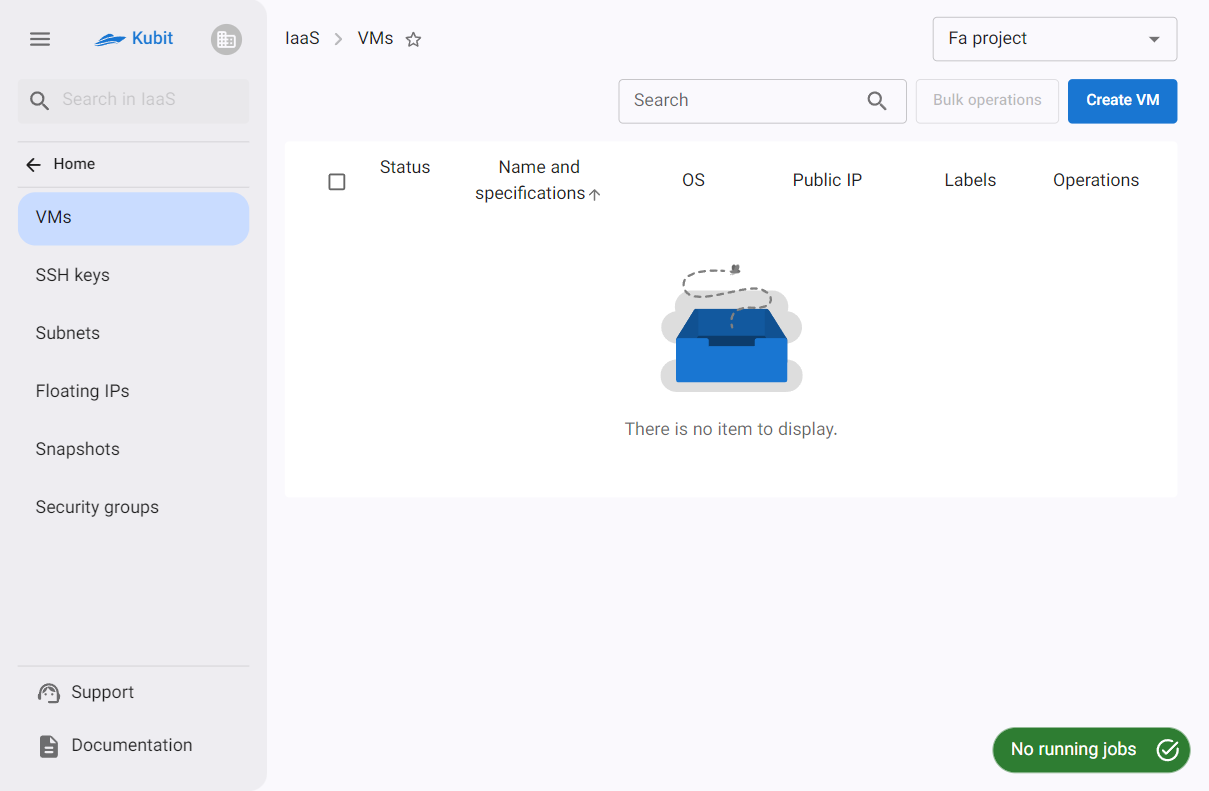 Kubit
Search in IaaS
Home
VMs
SSH keys
Subnets
Floating IPs
Snapshots
Security groups
Support
Documentation
IaaS VMs
Fa project
Search
Bulk operations
Create VM
Status
Name and
specifications
OS
Public IP
Labels
Operations
There is no item to display.
No running jobs